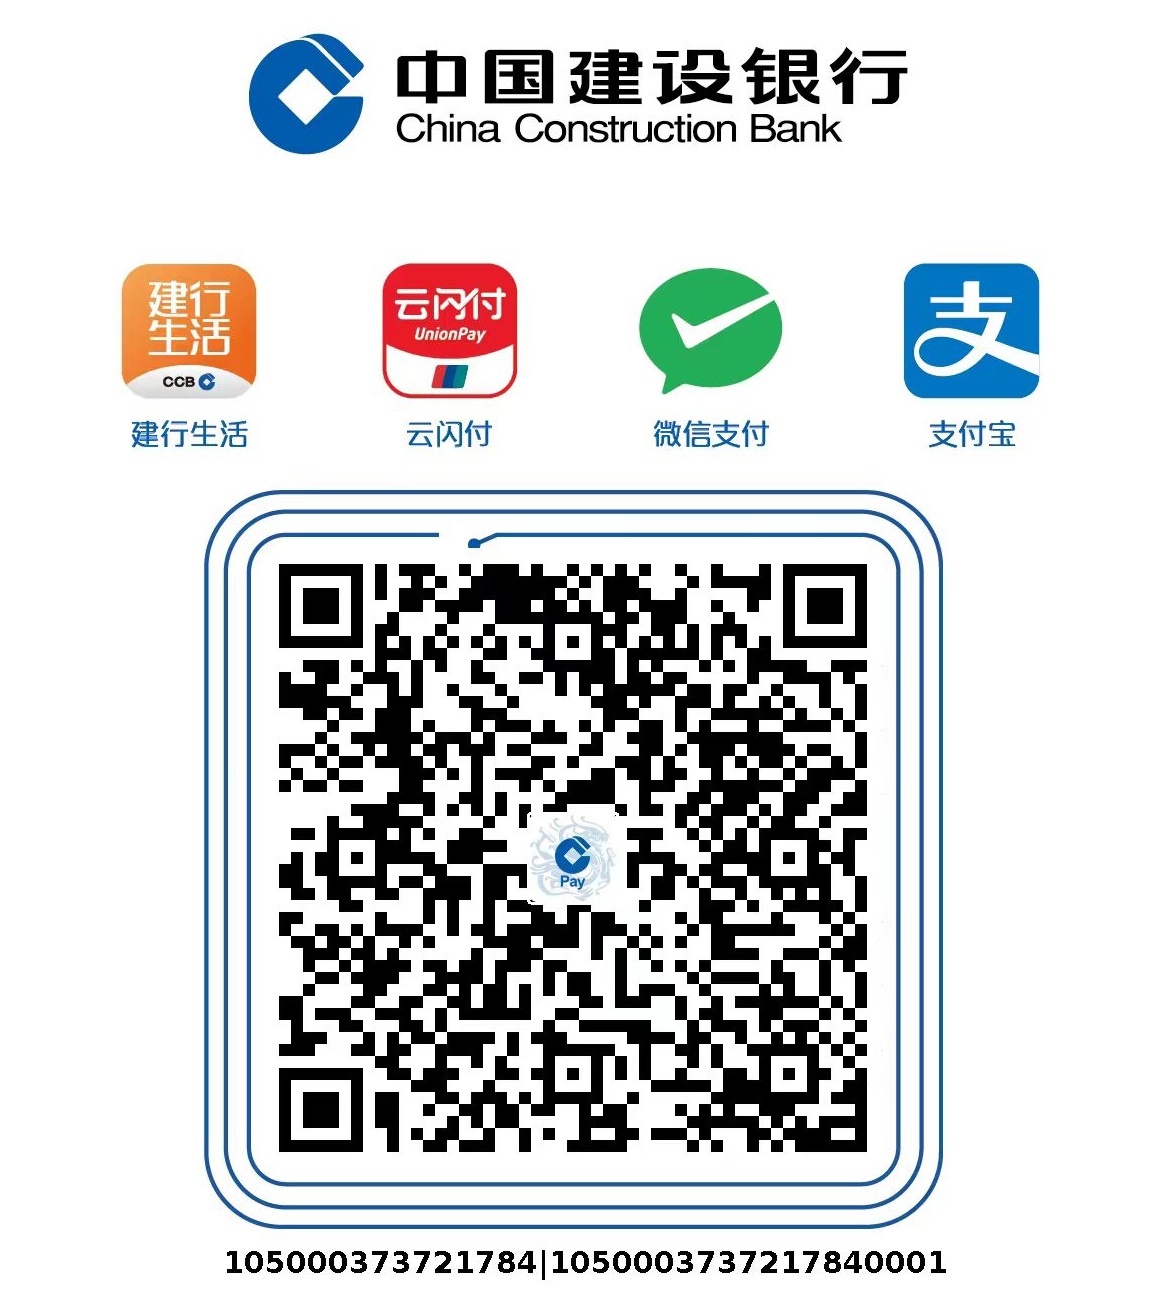 中国建设银行
China Construction Bank
建行
生活
CCB
云闪付
UnionPay
支
建行生活
云闪付
微信支付
支付宝
Pay
105000373721784|1050003737217840001